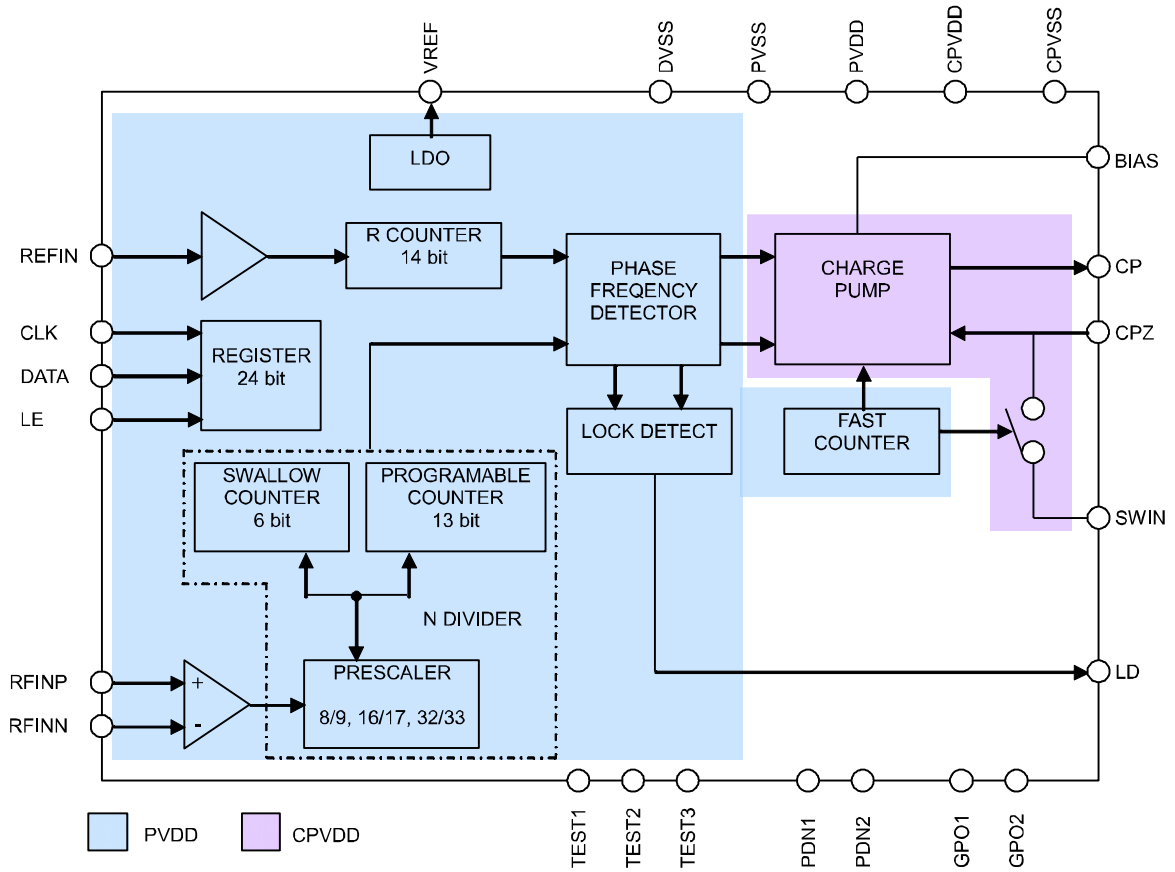 VREF
DVSS
PVSS
PVDD
CPVDD
CPVSS
LDO
BIAS
REFIN
R COUNTER
14 bit
PHASE
FREQENCY
DETECTOR
CHARGE
PUMP
CP
CLK
DATA
LE
REGISTER
24 bit
CPZ
LOCK DETECT
FAST
COUNTER
SWALLOW
COUNTER
6 bit
PROGRAMABLE
COUNTER
13 bit
SWIN
N DIVIDER
RFINP
RFINN
+
-
PRESCALER
8/9, 16/17, 32/33
LD
TEST1
TEST2
TEST3
PDN1
PDN2
GPO1
GPO2
PVDD
CPVDD